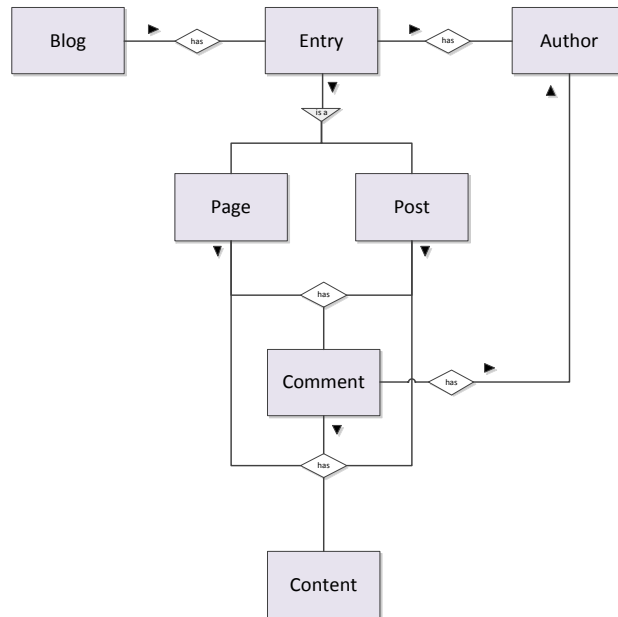 Blog
has
Entry
has
Author
is a
Page
Post
has
Comment
has
has
Content